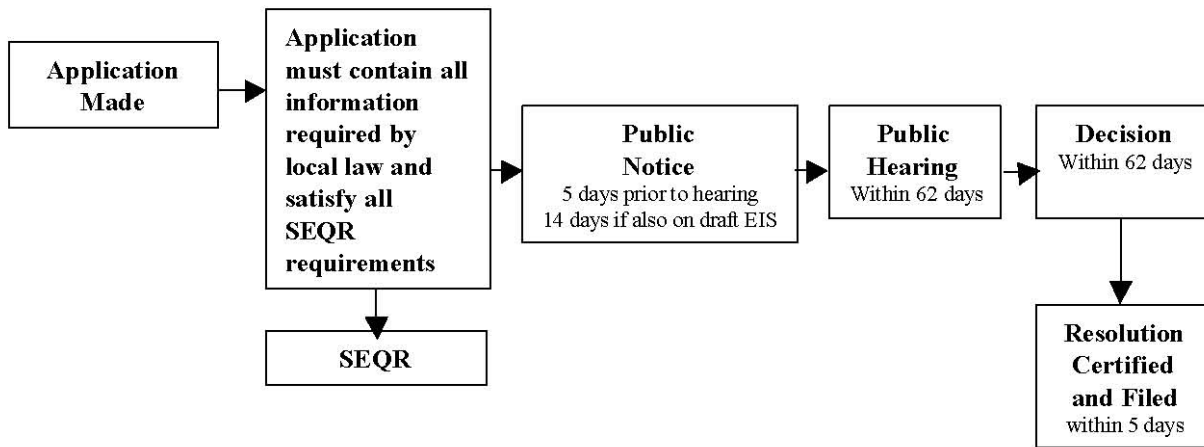 Application
Made
Application
must contain all
information
required by
local law and
satisfy all
SEQR
requirements
SEQR
Public
Notice
5 days prior to hearing
14 days if also on draft EIS
Public
Hearing
Within 62 days
Decision
Within 62 days
Resolution
Certified
and Filed
within 5 days